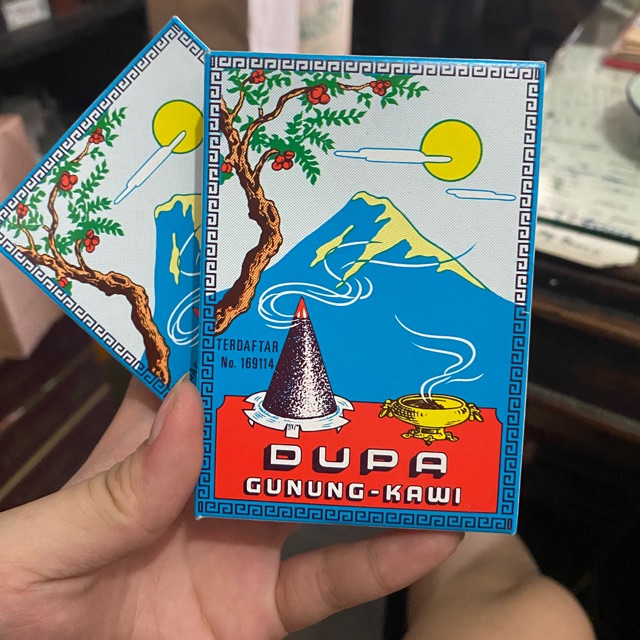 TERDAFTAR
No. 169114
DUPA
GUNUNG-KAWI